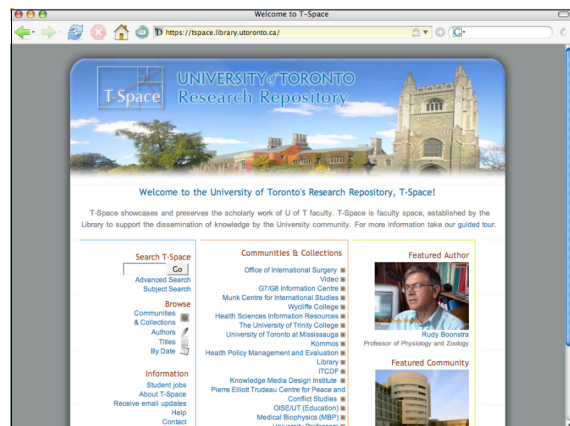 Welcome to T-Space
https://tspace.library.utoronto.ca/
T-Space
UNIVERSITY of TORONTO
Research Repository
Welcome to the University of Toronto's Research Repository, T-Space!
T-Space showcases and preserves the scholarly work of U of T faculty. T-Space is faculty space, established by the
Library to support the dissemination of knowledge by the University community. For more information take our guided tour.
Search T-Space
Go
Advanced Search
Subject Search
Browse
Communities
& Collections
Authors
Titles
By Date
Information
Student jobs
About T-Space
Receive email updates
Help
Contact
Communities & Collections
Office of International Surgery
Video
G7/G8 Information Centre
Munk Centre for International Studies
Wycliffe College
Health Sciences Information Resources
The University of Trinity College
University of Toronto at Mississauga
Kommos
Health Policy Management and Evaluation
Library
ITCDF
Knowledge Media Design Institute
Pierre Elliott Trudeau Centre for Peace and
Conflict Studies
OISE/UT (Education)
Medical Biophysics (MBP)
University Professors
Featured Author
Rudy Boonstra
Professor of Physiology and Zoology
Featured Community